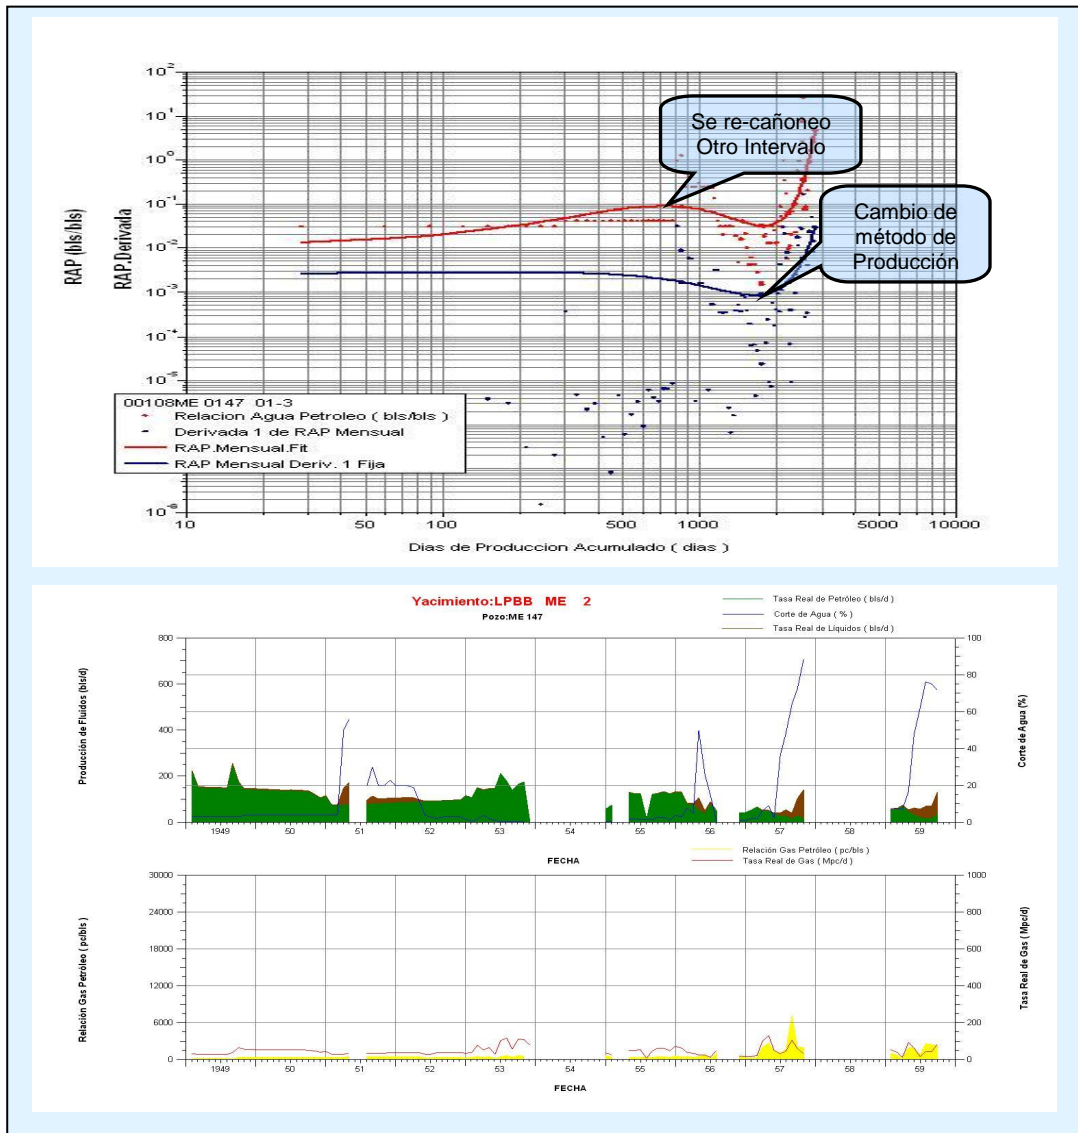 10^2
10^1
10^0
10^-1
10^-2
10^-3
10^-4
10^-5
10^-8
RAP (bls/bls)
RAP.Derivada
Se re-cañoneo
Otro Intervalo
Cambio de
método de
Producción
00108ME 0147 01-3
Relacion Agua Petroleo ( bls/bls )
Derivada 1 de RAP Mensual
RAP.Mensual.Fit
RAP Mensual Deriv. 1 Fija
10 50 100 500 1000 5000 10000
Dias de Produccion Acumulado ( dias )
Yacimiento:LPBB ME 2
Pozo:ME 147
Tasa Real de Petróleo ( bls/d )
Corte de Agua ( % )
Tasa Real de Líquidos ( bls/d )
Producción de Fluidos (bls/d)
800
600
400
200
0
100
80
60
40
20
0
Corte de Agua (%)
1949 50 51 52 53 54 55 56 57 58 59
FECHA
Relación Gas Petróleo ( pc/bls )
Tasa Real de Gas ( Mpc/d )
Relación Gas Petróleo ( pc/bls )
30000
24000
18000
12000
6000
0
1000
800
600
400
200
0
Tasa Real de Gas ( Mpc/d )
1949 50 51 52 53 54 55 56 57 58 59
FECHA